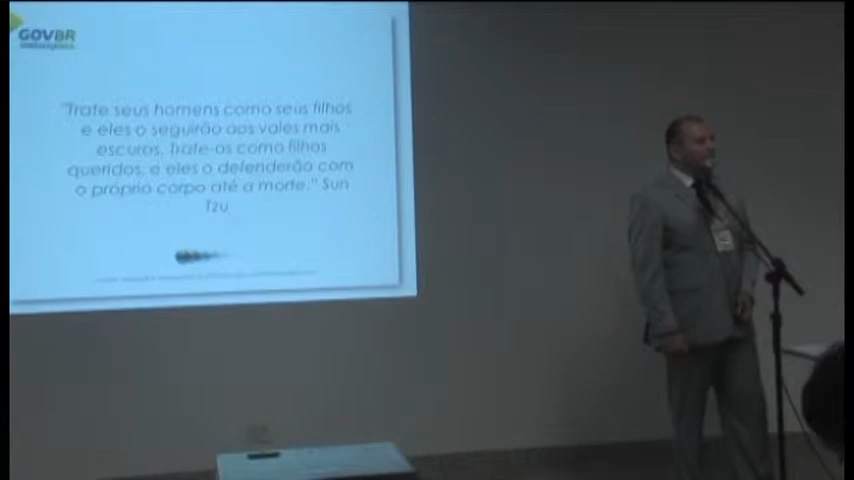 GOVBR
"Trate seus homens como seus filhos
e eles o seguirão aos vales mais
escuros. Trate-os como filhos
queridos, e eles o defenderão com
o próprio corpo até a morte." Sun
Tzu